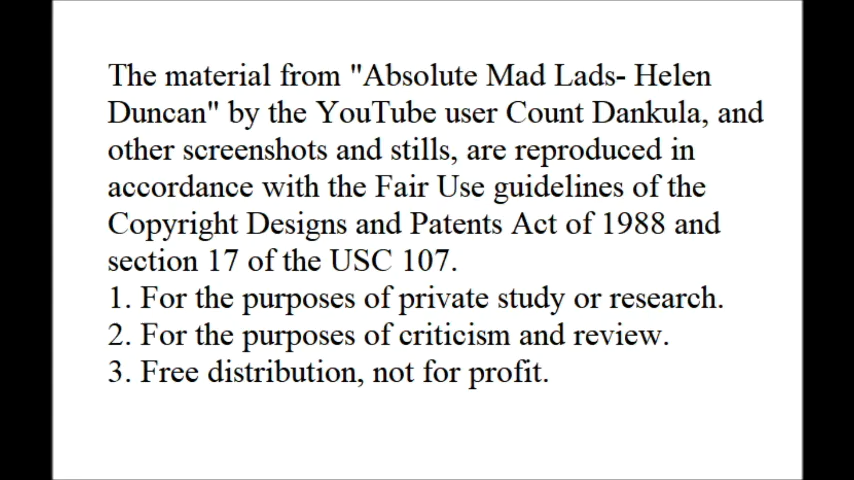 The material from "Absolute Mad Lads- Helen
Duncan" by the YouTube user Count Dankula, and
other screenshots and stills, are reproduced in
accordance with the Fair Use guidelines of the
Copyright Designs and Patents Act of 1988 and
section 17 of the USC 107.
1. For the purposes of private study or research.
2. For the purposes of criticism and review.
3. Free distribution, not for profit.